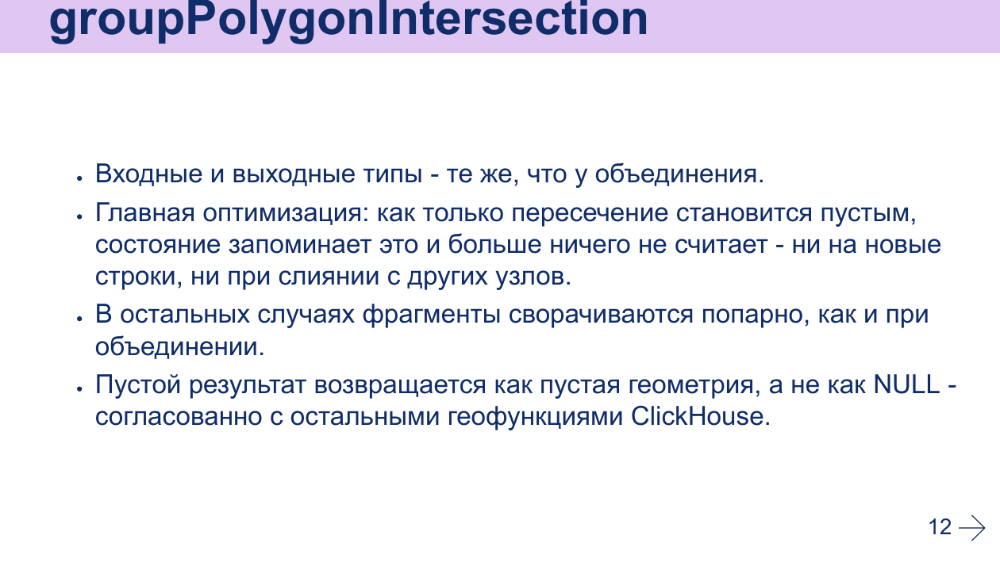 groupPolygonIntersection
• Входные и выходные типы - те же, что у объединения.
• Главная оптимизация: как только пересечение становится пустым,
состояние запоминает это и больше ничего не считает - ни на новые
строки, ни при слиянии с других узлов.
• В остальных случаях фрагменты сворачиваются попарно, как и при
объединении.
• Пустой результат возвращается как пустая геометрия, а не как NULL -
согласованно с остальными геофункциями ClickHouse.
12